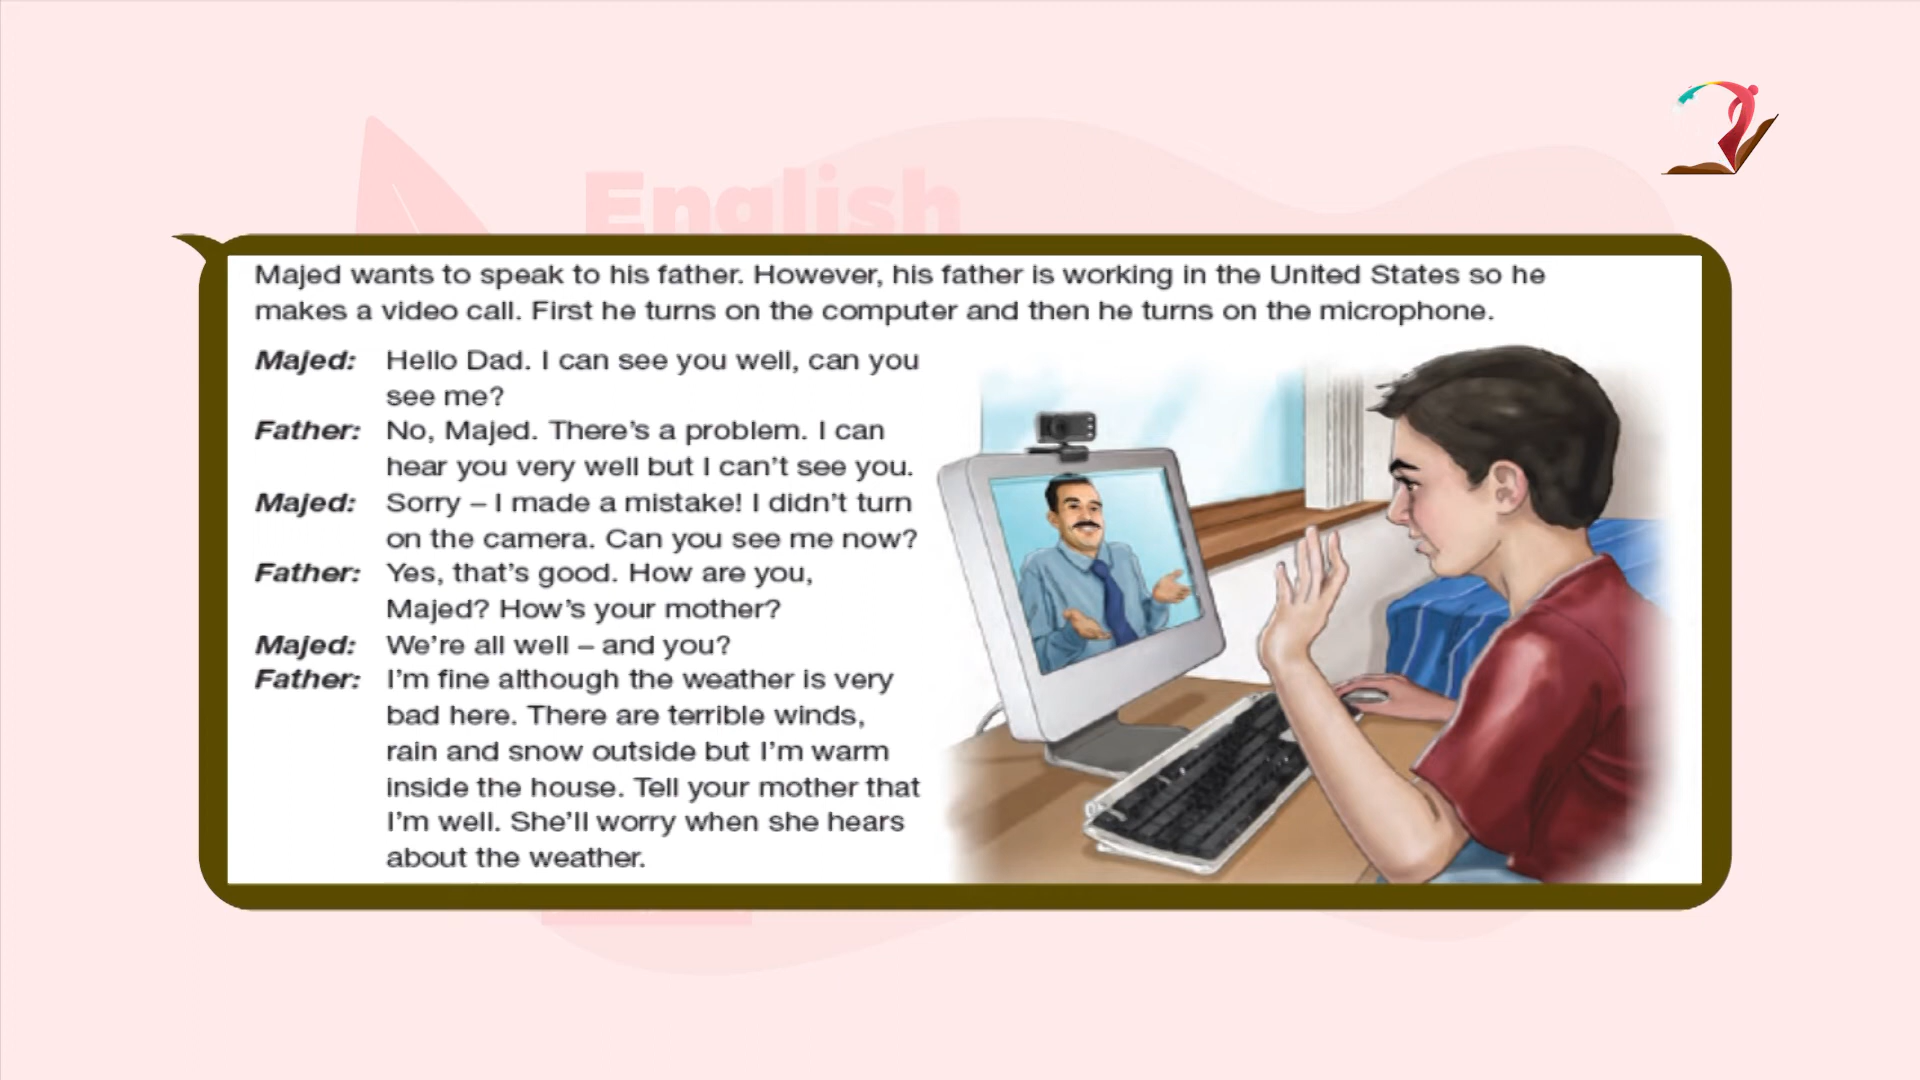 English
Majed wants to speak to his father. However, his father is working in the United States so he
makes a video call. First he turns on the computer and then he turns on the microphone.
Majed: Hello Dad. I can see you well, can you
see me?
Father: No, Majed. There's a problem. I can
hear you very well but I can't see you.
Majed: Sorry – I made a mistake! I didn't turn
on the camera. Can you see me now?
Father: Yes, that's good. How are you,
Majed? How's your mother?
Majed: We're all well – and you?
Father: I'm fine although the weather is very
bad here. There are terrible winds,
rain and snow outside but I'm warm
inside the house. Tell your mother that
I'm well. She'll worry when she hears
about the weather.